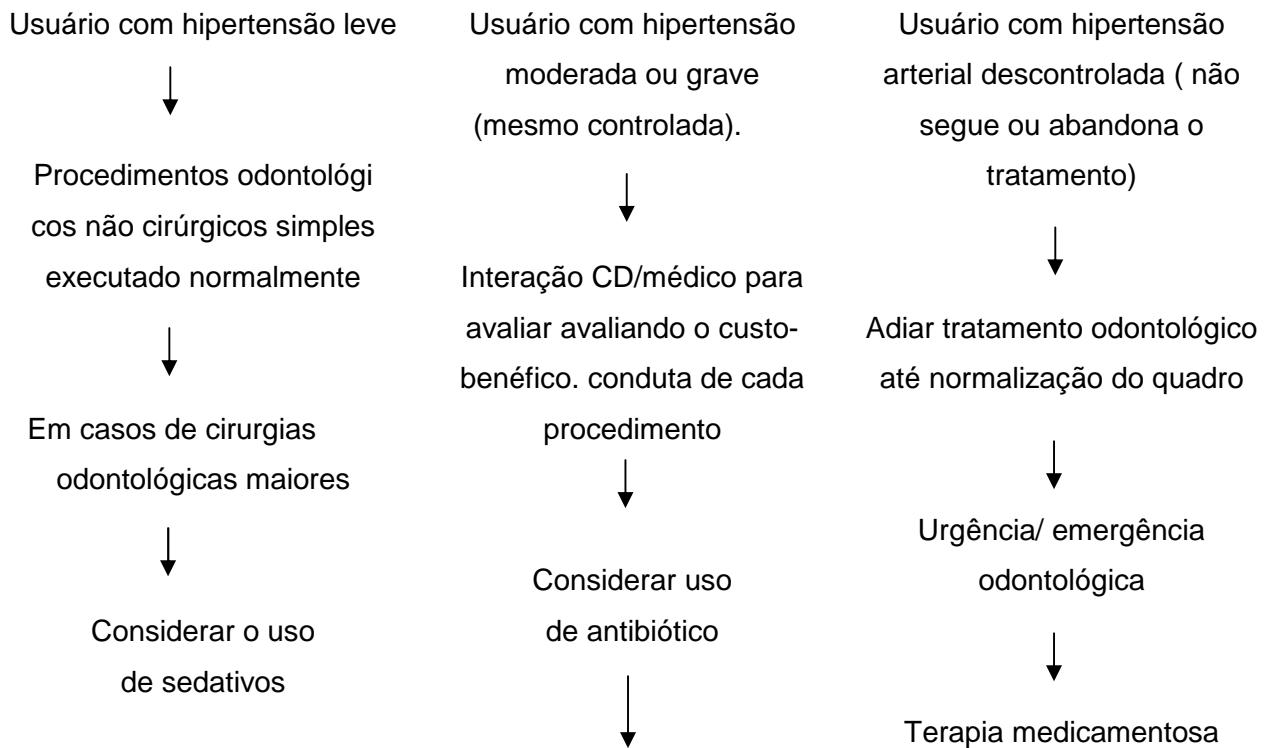 Usuário com hipertensão leve
Procedimentos odontológi
cos não cirúrgicos simples
executado normalmente
Em casos de cirurgias
odontológicas maiores
Considerar o uso
de sedativos
Usuário com hipertensão
moderada ou grave
(mesmo controlada).
Interação CD/médico para
avaliar avaliando o custo-
benéfico. conduta de cada
procedimento
Considerar uso
de antibiótico
Usuário com hipertensão
arterial descontrolada ( não
segue ou abandona o
tratamento)
Adiar tratamento odontológico
até normalização do quadro
Urgência/ emergência
odontológica
Terapia medicamentosa